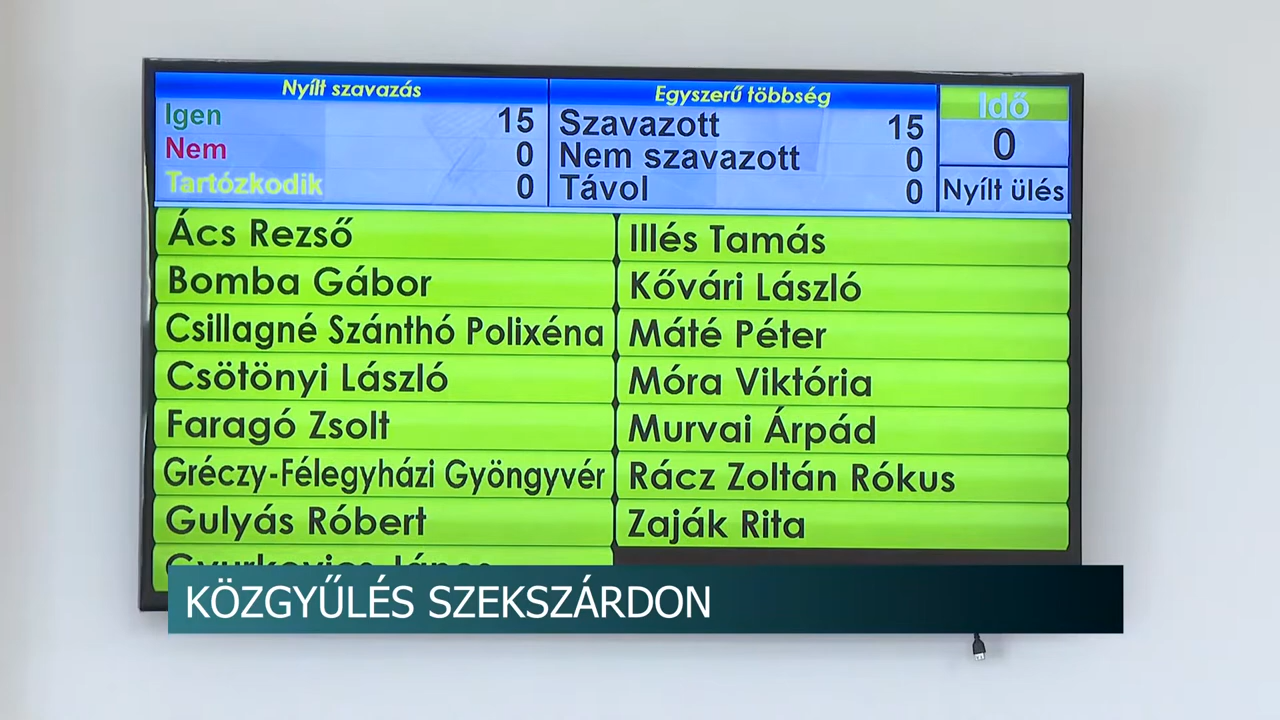 Nyílt szavazás
Igen 15
Nem 0
Tartózkodik 0
Egyszerű többség
Szavazott 15
Nem szavazott 0
Távol 0
Idő
0
Nyílt ülés
Ács Rezső
Bomba Gábor
Csillagné Szánthó Polixéna
Csötönyi László
Faragó Zsolt
Gréczy-Félegyházi Gyöngyvér
Gulyás Róbert
Gyurkovics János
Illés Tamás
Kővári László
Máté Péter
Móra Viktória
Murvai Árpád
Rácz Zoltán Rókus
Zaják Rita
KÖZGYŰLÉS SZEKSZÁRDON